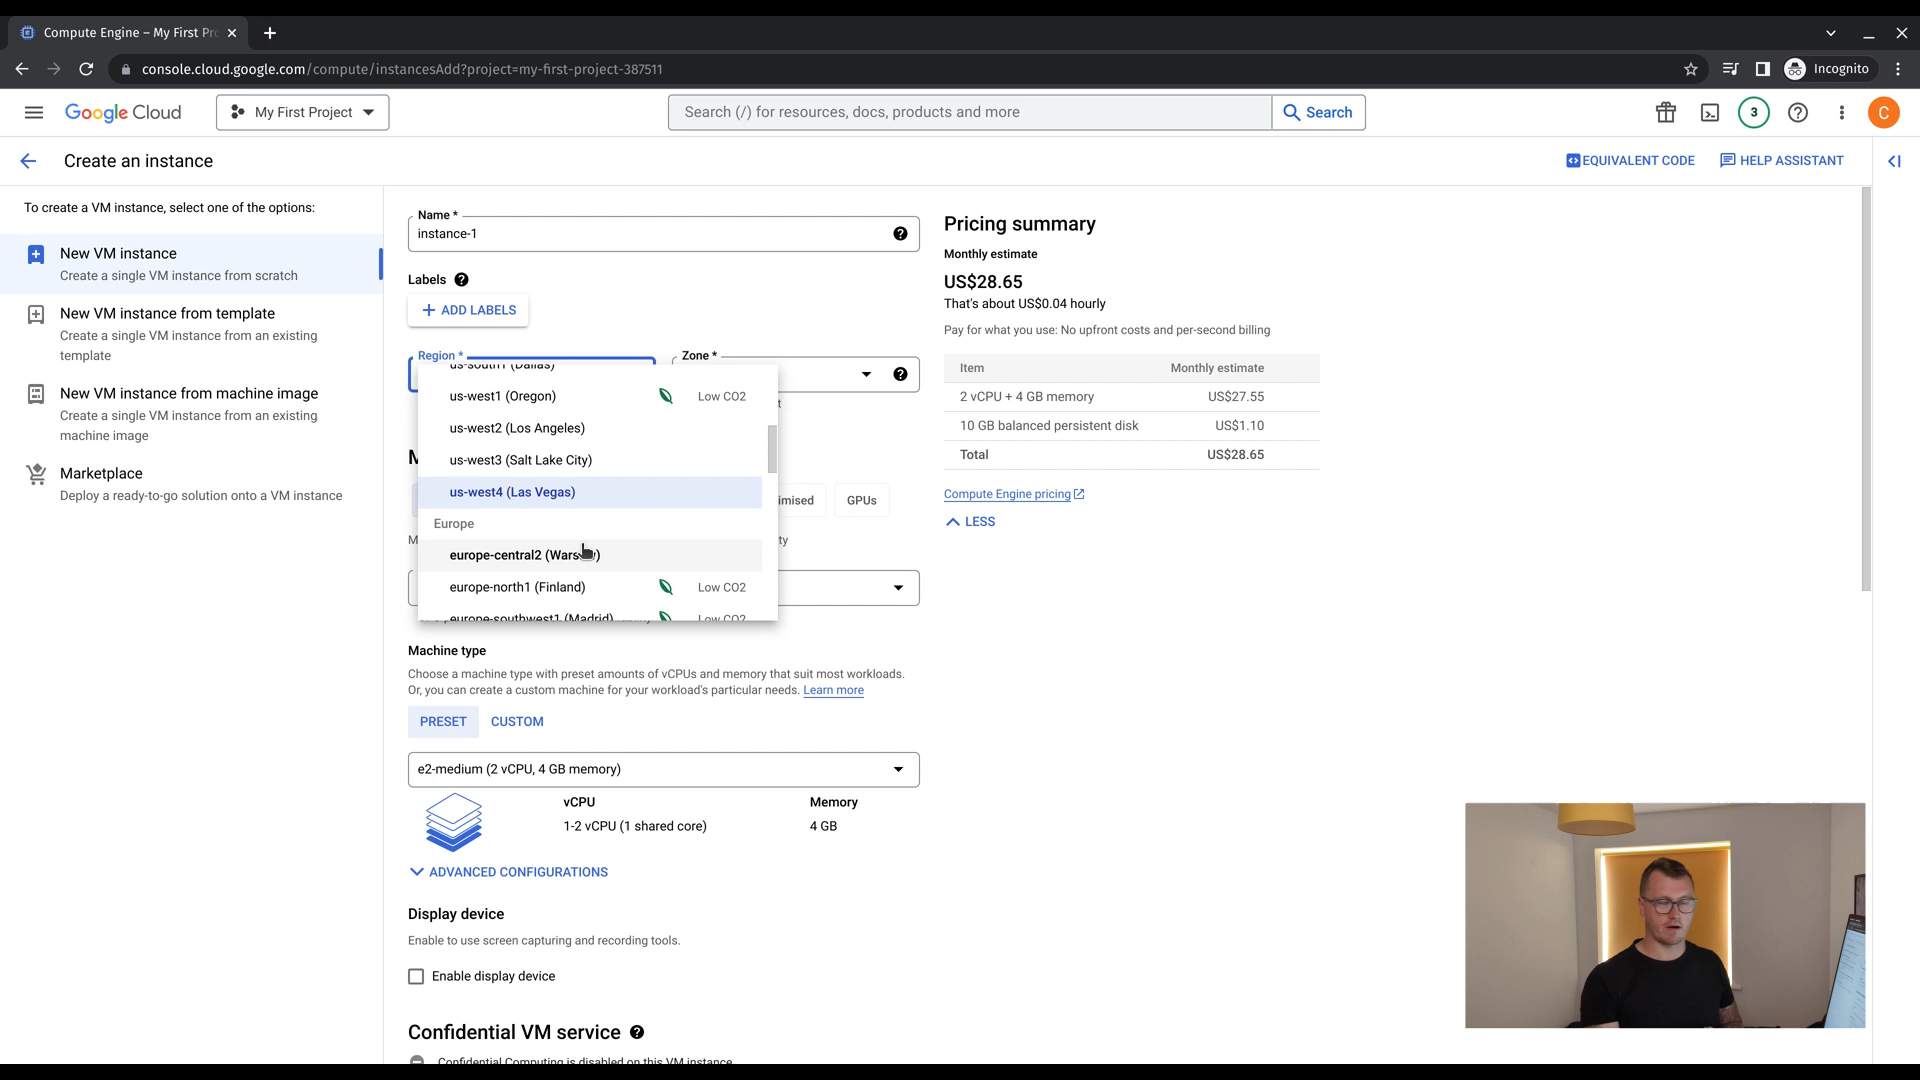 Compute Engine – My First Pro
console.cloud.google.com/compute/instancesAdd?project=my-first-project-387511
Incognito
Google Cloud
My First Project
Search (/) for resources, docs, products and more
Search
3
C
Create an instance
EQUIVALENT CODE
HELP ASSISTANT
To create a VM instance, select one of the options:
New VM instance
Create a single VM instance from scratch
New VM instance from template
Create a single VM instance from an existing
template
New VM instance from machine image
Create a single VM instance from an existing
machine image
Marketplace
Deploy a ready-to-go solution onto a VM instance
Name *
instance-1
Labels
ADD LABELS
Region *
Zone *
us-south1 (Dallas)
us-west1 (Oregon) Low CO2
us-west2 (Los Angeles)
us-west3 (Salt Lake City)
us-west4 (Las Vegas)
Europe
europe-central2 (Warsaw)
europe-north1 (Finland) Low CO2
europe-southwest1 (Madrid) Low CO2
GPUs
Machine type
Choose a machine type with preset amounts of vCPUs and memory that suit most workloads.
Or, you can create a custom machine for your workload's particular needs. Learn more
PRESET
CUSTOM
e2-medium (2 vCPU, 4 GB memory)
vCPU
Memory
1-2 vCPU (1 shared core)
4 GB
ADVANCED CONFIGURATIONS
Display device
Enable to use screen capturing and recording tools.
Enable display device
Confidential VM service
Confidential Computing is disabled on this VM instance
Pricing summary
Monthly estimate
US$28.65
That's about US$0.04 hourly
Pay for what you use: No upfront costs and per-second billing
Item Monthly estimate
2 vCPU + 4 GB memory US$27.55
10 GB balanced persistent disk US$1.10
Total US$28.65
Compute Engine pricing
LESS